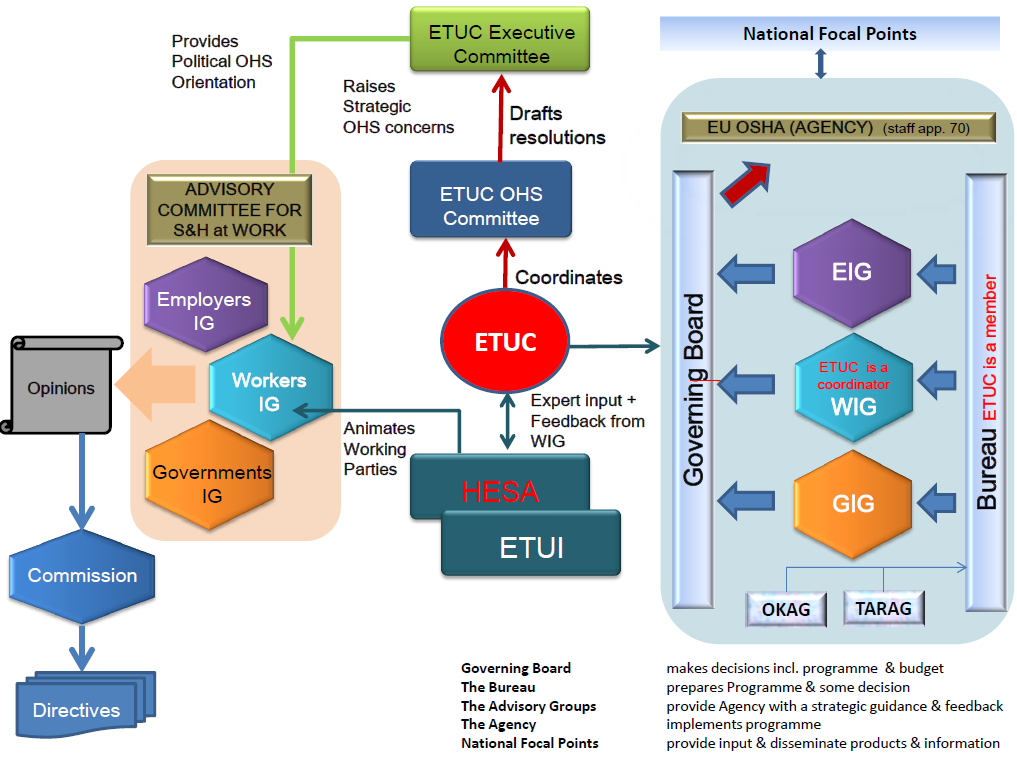 Provides
Political OHS
Orientation
ETUC Executive
Committee
Raises
Strategic
OHS concerns
Drafts
resolutions
ETUC OHS
Committee
Coordinates
ETUC
Expert input +
Feedback from
WIG
HESA
ETUI
Animates
Working
Parties
ADVISORY
COMMITTEE FOR
S&H at WORK
Employers
IG
Workers
IG
Governments
IG
Opinions
Commission
Directives
National Focal Points
EU OSHA (AGENCY) (staff app. 70)
Governing Board
EIG
ETUC is a
coordinator
WIG
GIG
Bureau ETUC is a member
OKAG
TARAG
Governing Board makes decisions incl. programme & budget
The Bureau prepares Programme & some decision
The Advisory Groups provide Agency with a strategic guidance & feedback
The Agency implements programme
National Focal Points provide input & disseminate products & information